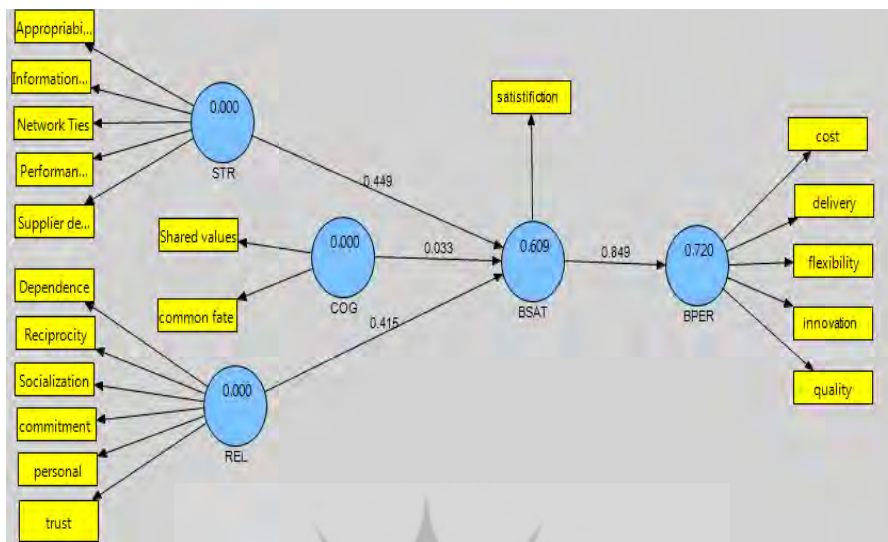 Appropriabi...
Information...
Network Ties
Performan...
Supplier de...
0.000
STR
Shared values
common fate
0.000
COG
Dependence
Reciprocity
Socialization
commitment
personal
trust
0.000
REL
0.449
0.033
0.415
satistifiction
0.609
BSAT
0.849
0.720
BPER
cost
delivery
flexibility
innovation
quality